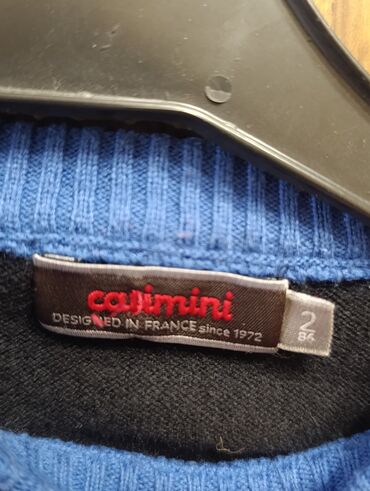 catimini
DESIGNED IN FRANCE since 1972
2
86